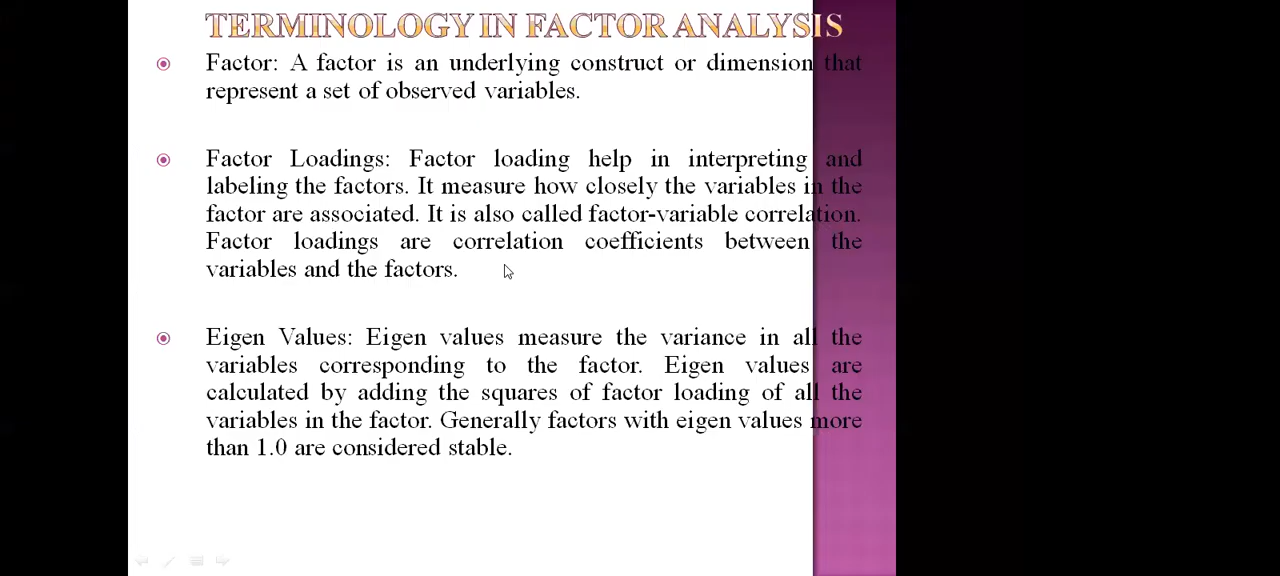 TERMINOLOGY IN FACTOR ANALYSIS
Factor: A factor is an underlying construct or dimension that
represent a set of observed variables.
Factor Loadings: Factor loading help in interpreting and
labeling the factors. It measure how closely the variables in the
factor are associated. It is also called factor-variable correlation.
Factor loadings are correlation coefficients between the
variables and the factors.
Eigen Values: Eigen values measure the variance in all the
variables corresponding to the factor. Eigen values are
calculated by adding the squares of factor loading of all the
variables in the factor. Generally factors with eigen values more
than 1.0 are considered stable.